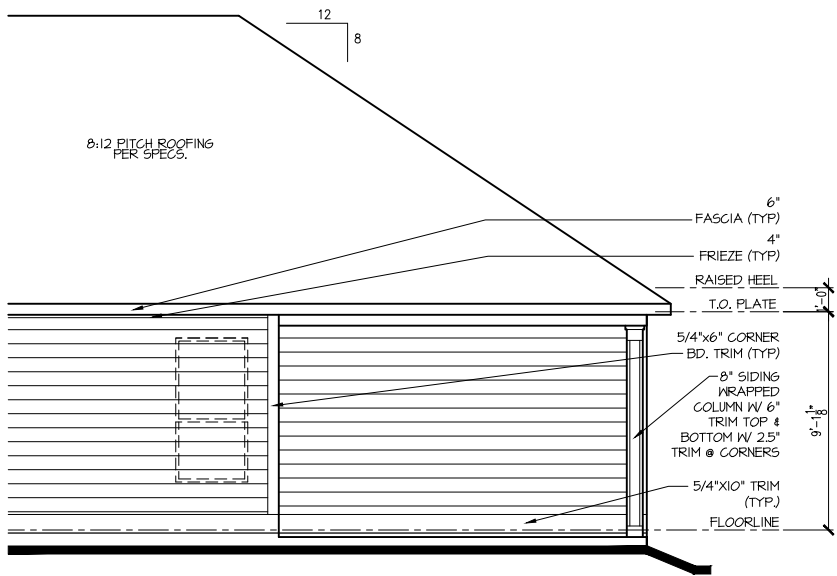 12
8
8:12 PITCH ROOFING
PER SPECS.
6"
FASCIA (TYP)
4"
FRIEZE (TYP)
RAISED HEEL
T.O. PLATE
1'-0"
5/4"x6" CORNER
BD. TRIM (TYP)
8" SIDING
WRAPPED
COLUMN W/ 6"
TRIM TOP &
BOTTOM W/ 2.5"
TRIM @ CORNERS
9'-1 1/8"
5/4"X10" TRIM
(TYP.)
FLOORLINE